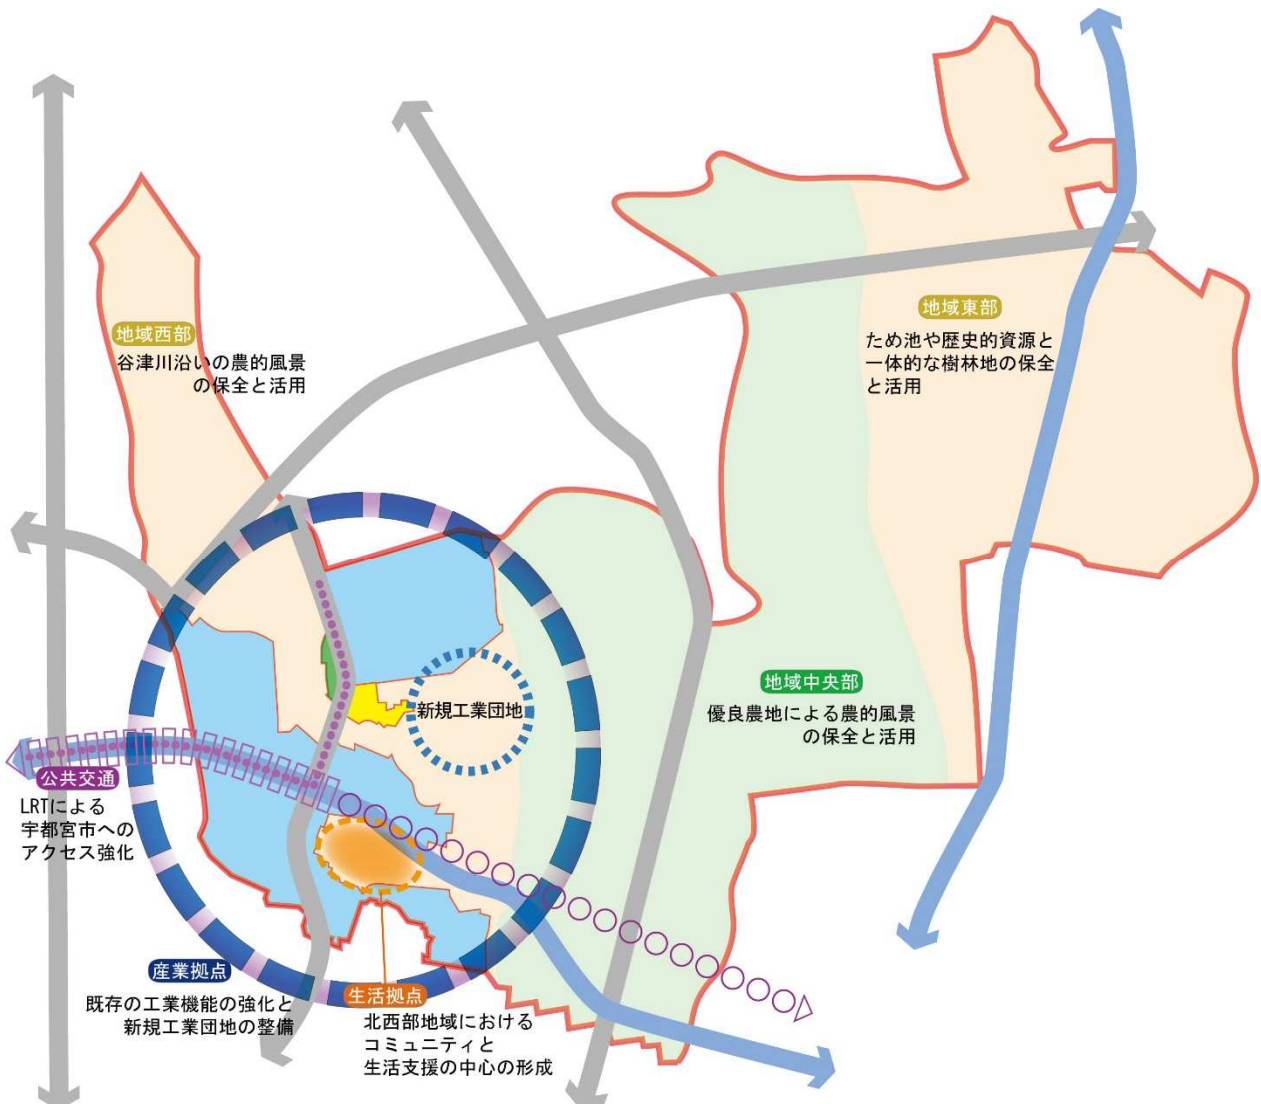 地域西部
谷津川沿いの農的風景
の保全と活用
地域東部
ため池や歴史的資源と
一体的な樹林地の保全
と活用
新規工業団地
地域中央部
優良農地による農的風景
の保全と活用
公共交通
LRTによる
宇都宮市への
アクセス強化
産業拠点
既存の工業機能の強化と
新規工業団地の整備
生活拠点
北西部地域における
コミュニティと
生活支援の中心の形成